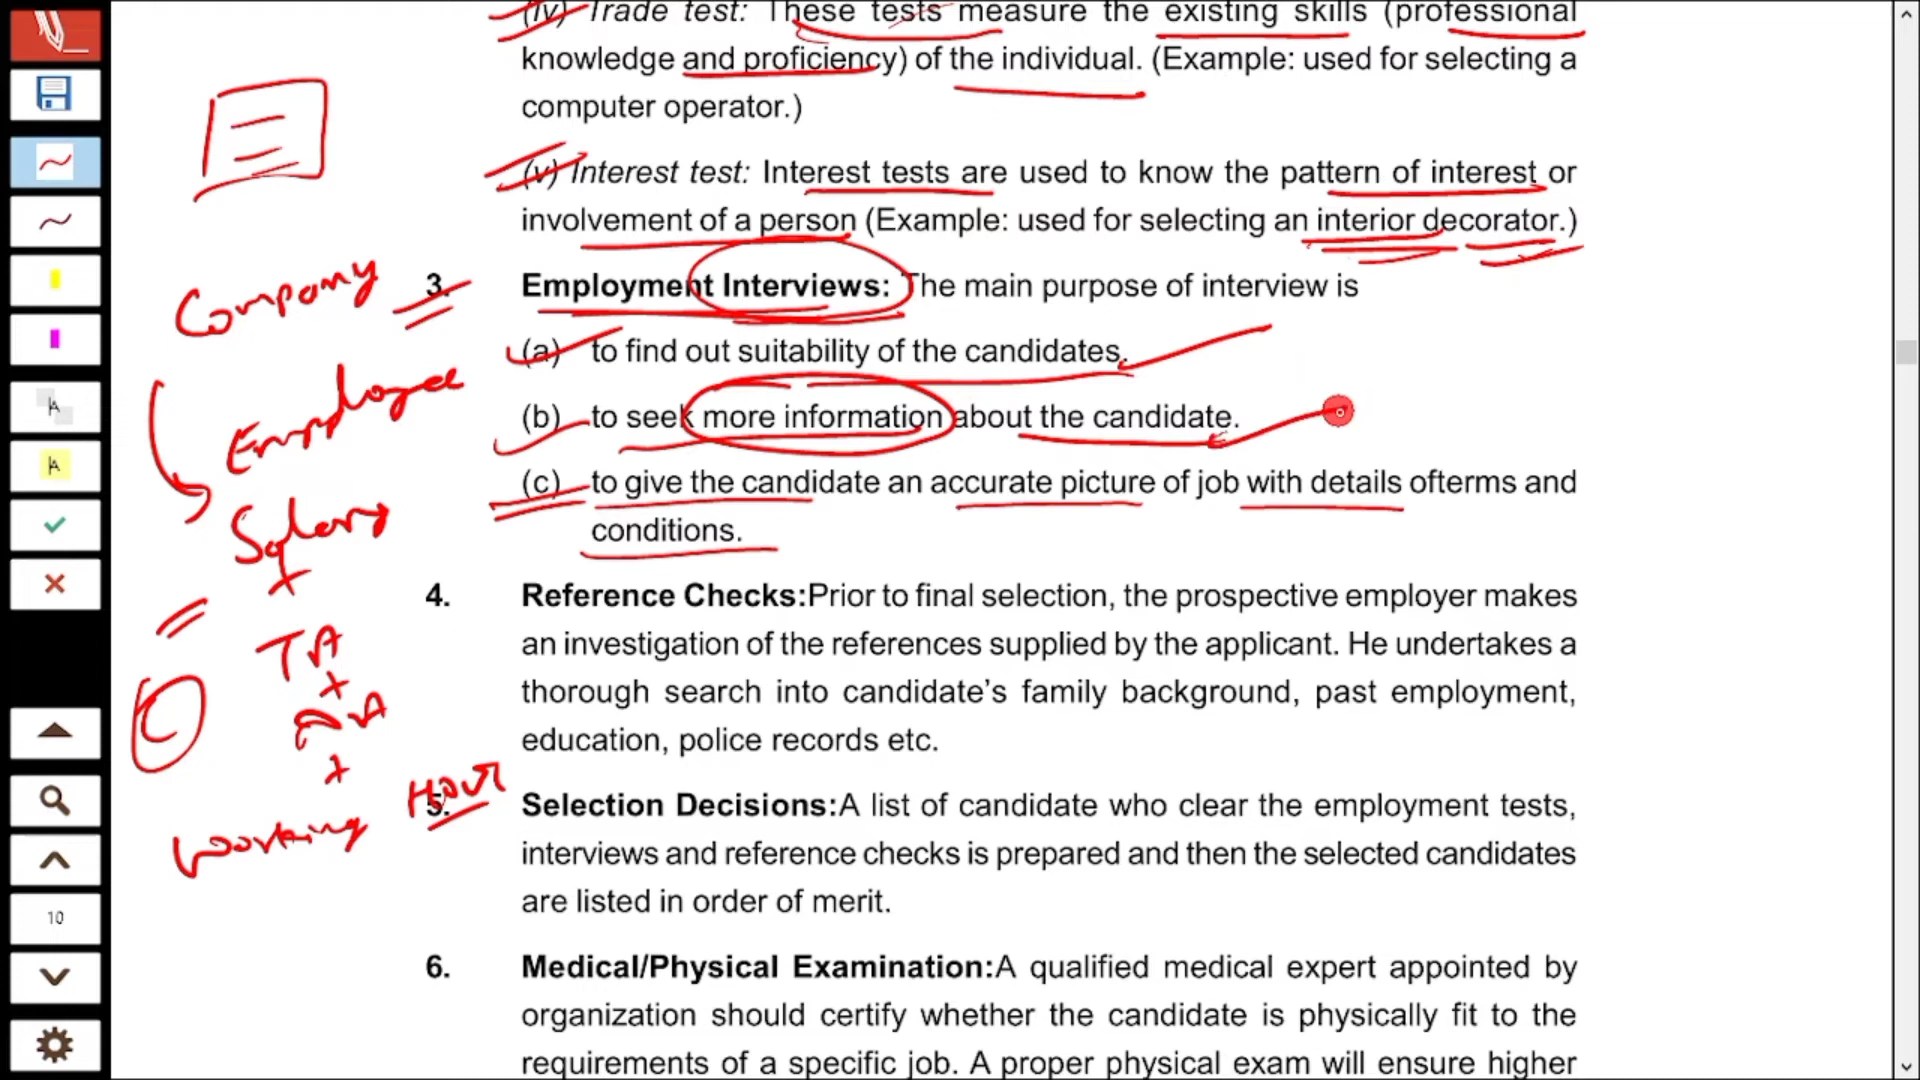 (iv) Trade test: These tests measure the existing skills (professional
knowledge and proficiency) of the individual. (Example: used for selecting a
computer operator.)
(v) Interest test: Interest tests are used to know the pattern of interest or
involvement of a person (Example: used for selecting an interior decorator.)
3. Employment Interviews: The main purpose of interview is
(a) to find out suitability of the candidates.
(b) to seek more information about the candidate.
(c) to give the candidate an accurate picture of job with details ofterms and
conditions.
4. Reference Checks:Prior to final selection, the prospective employer makes
an investigation of the references supplied by the applicant. He undertakes a
thorough search into candidate's family background, past employment,
education, police records etc.
5. Selection Decisions:A list of candidate who clear the employment tests,
interviews and reference checks is prepared and then the selected candidates
are listed in order of merit.
6. Medical/Physical Examination:A qualified medical expert appointed by
organization should certify whether the candidate is physically fit to the
requirements of a specific job. A proper physical exam will ensure higher
Company
Employee
Salary
+
TA
+
+
Working Hour
C
A
A
10